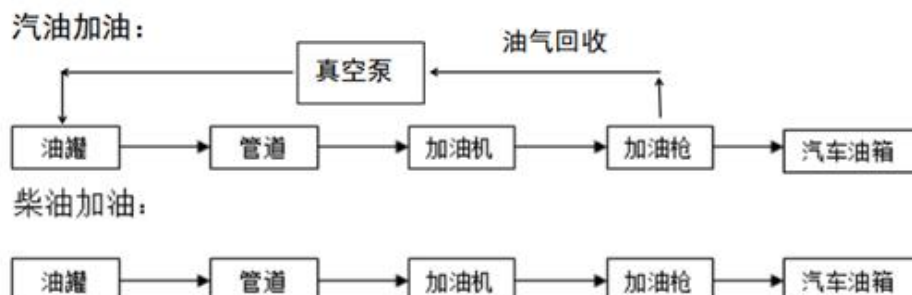 汽油加油：
油气回收
真空泵
油罐 管道 加油机 加油枪 汽车油箱
柴油加油：
油罐 管道 加油机 加油枪 汽车油箱